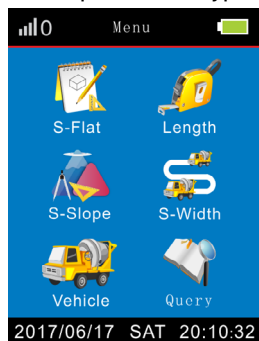 0 Menu
S-Flat Length
S-Slope S-Width
Vehicle Query
2017/06/17 SAT 20:10:32